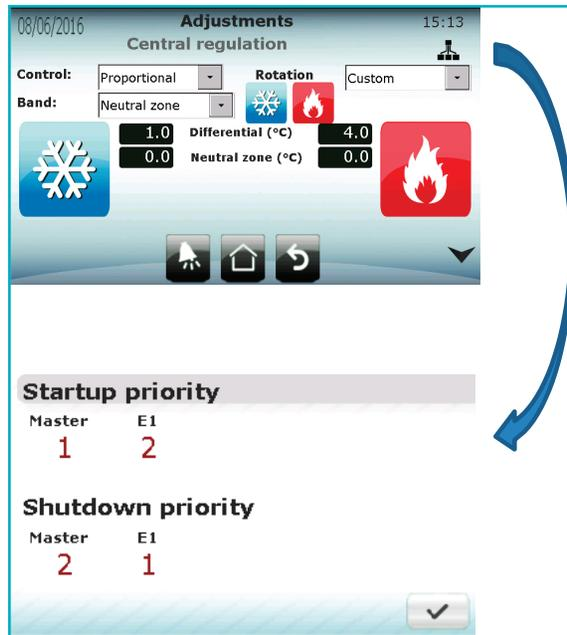 08/06/2016 Adjustments 15:13
Central regulation
Control: Proportional Rotation Custom
Band: Neutral zone
1.0 Differential (°C) 4.0
0.0 Neutral zone (°C) 0.0
Startup priority
Master E1
1 2
Shutdown priority
Master E1
2 1